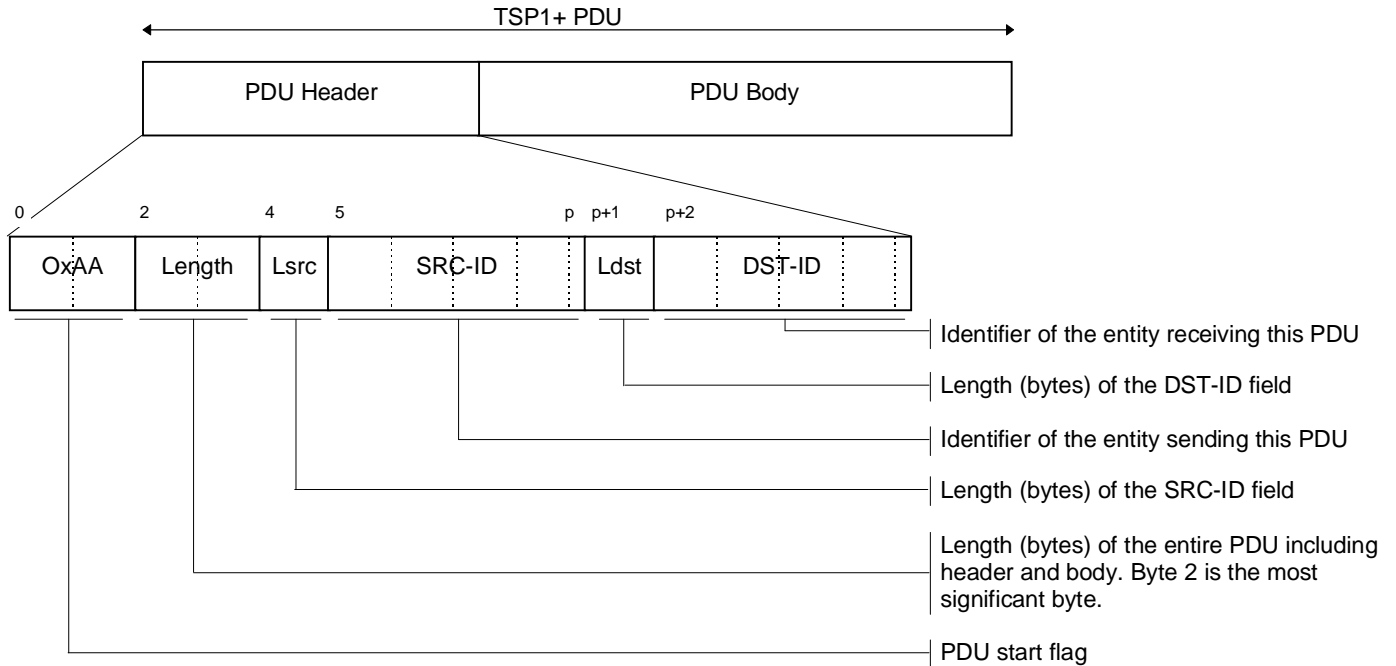 TSP1+ PDU
PDU Header PDU Body
0 2 4 5 p p+1 p+2
OxAA Length Lsrc SRC-ID Ldst DST-ID
Identifier of the entity receiving this PDU
Length (bytes) of the DST-ID field
Identifier of the entity sending this PDU
Length (bytes) of the SRC-ID field
Length (bytes) of the entire PDU including
header and body. Byte 2 is the most
significant byte.
PDU start flag